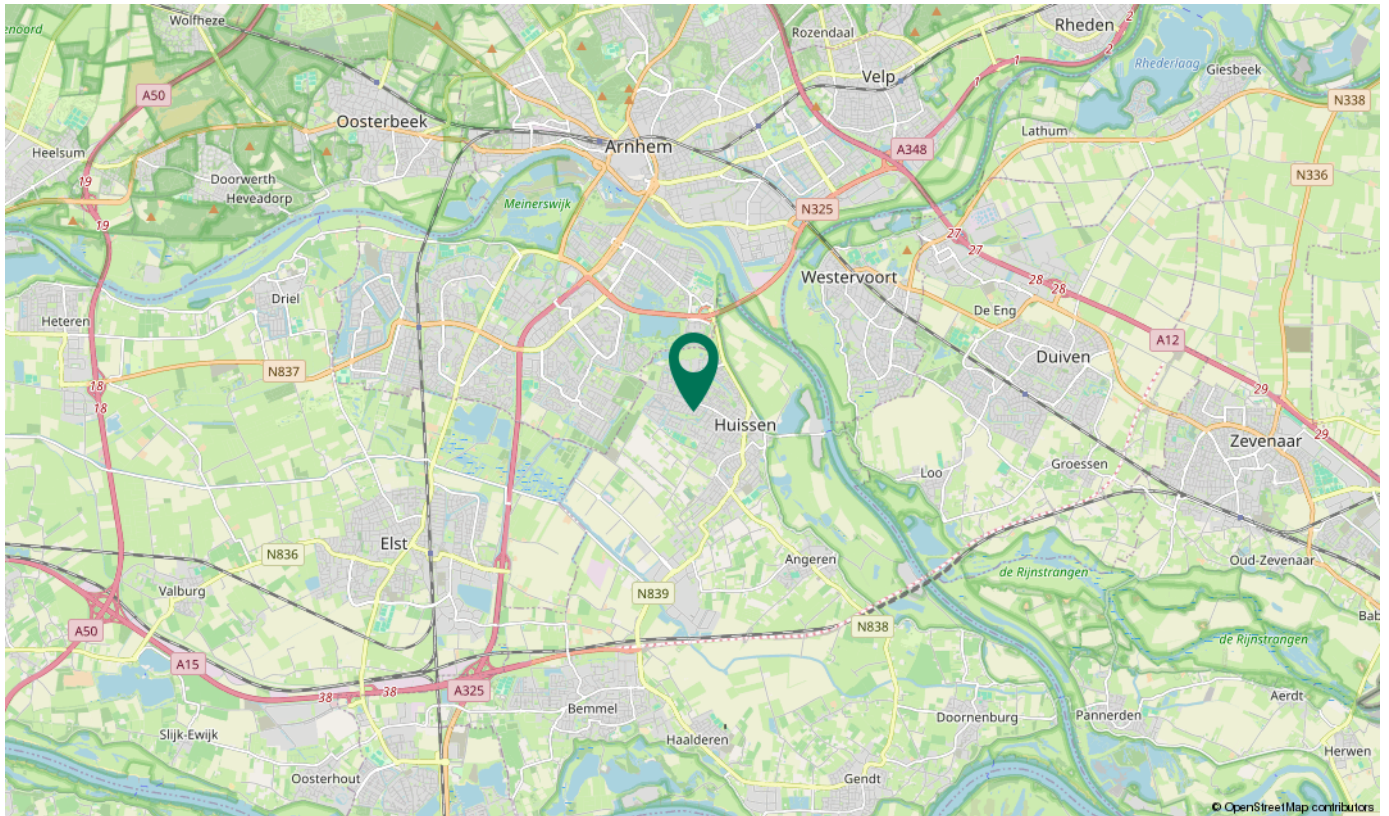 Wolfheze
enoord
Rozendaal
Rheden
2
2
1
1
Rhederlaag
Giesbeek
Velp
A50
N338
Oosterbeek
Arnhem
Lathum
A348
Heelsum
19
Doorwerth
Heveadorp
N336
Meinerswijk
N325
19
27
27
Westervoort
28
28
Driel
De Eng
Heteren
A12
Duiven
N837
18
18
29
29
Huissen
Zevenaar
Loo
Groessen
Elst
N836
Angeren
Oud-Zevenaar
de Rijnstrangen
Valburg
N839
Bab
A50
N838
de Rijnstrangen
A15
38
38
A325
Aerdt
Bemmel
Doornenburg
Pannerden
Slijk-Ewijk
Haalderen
Herwen
Oosterhout
Gendt
© OpenStreetMap contributors